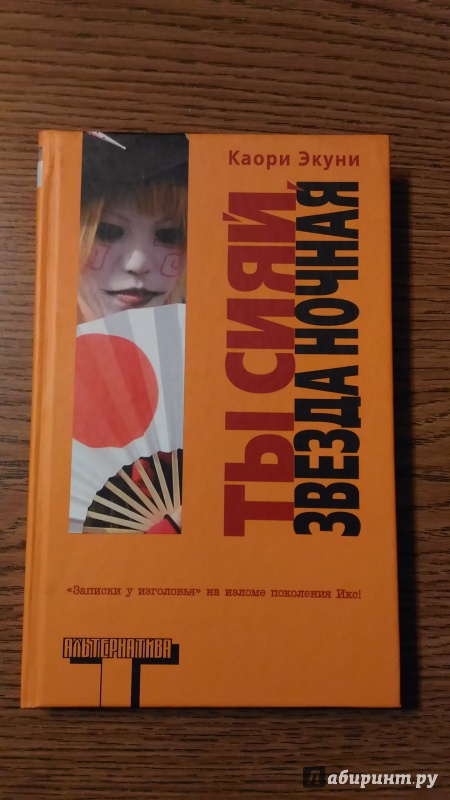 Каори Экуни
ТЫ СИЯЙ,
ЗВЕЗДА НОЧНАЯ
«Записки у изголовья» на изломе поколения Икс!
АЛЬТЕРНАТИВА
Лабиринт.ру